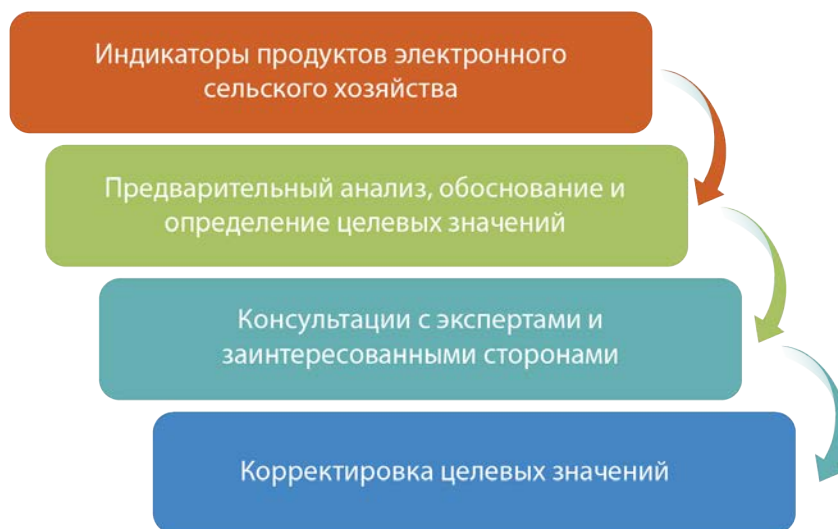 Индикаторы продуктов электронного
сельского хозяйства
Предварительный анализ, обоснование и
определение целевых значений
Консультации с экспертами и
заинтересованными сторонами
Корректировка целевых значений